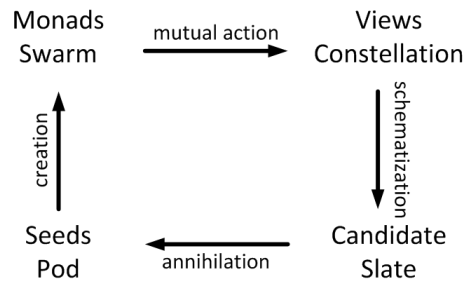 Monads
Swarm
mutual action
Views
Constellation
creation
schematization
Seeds
Pod
annihilation
Candidate
Slate